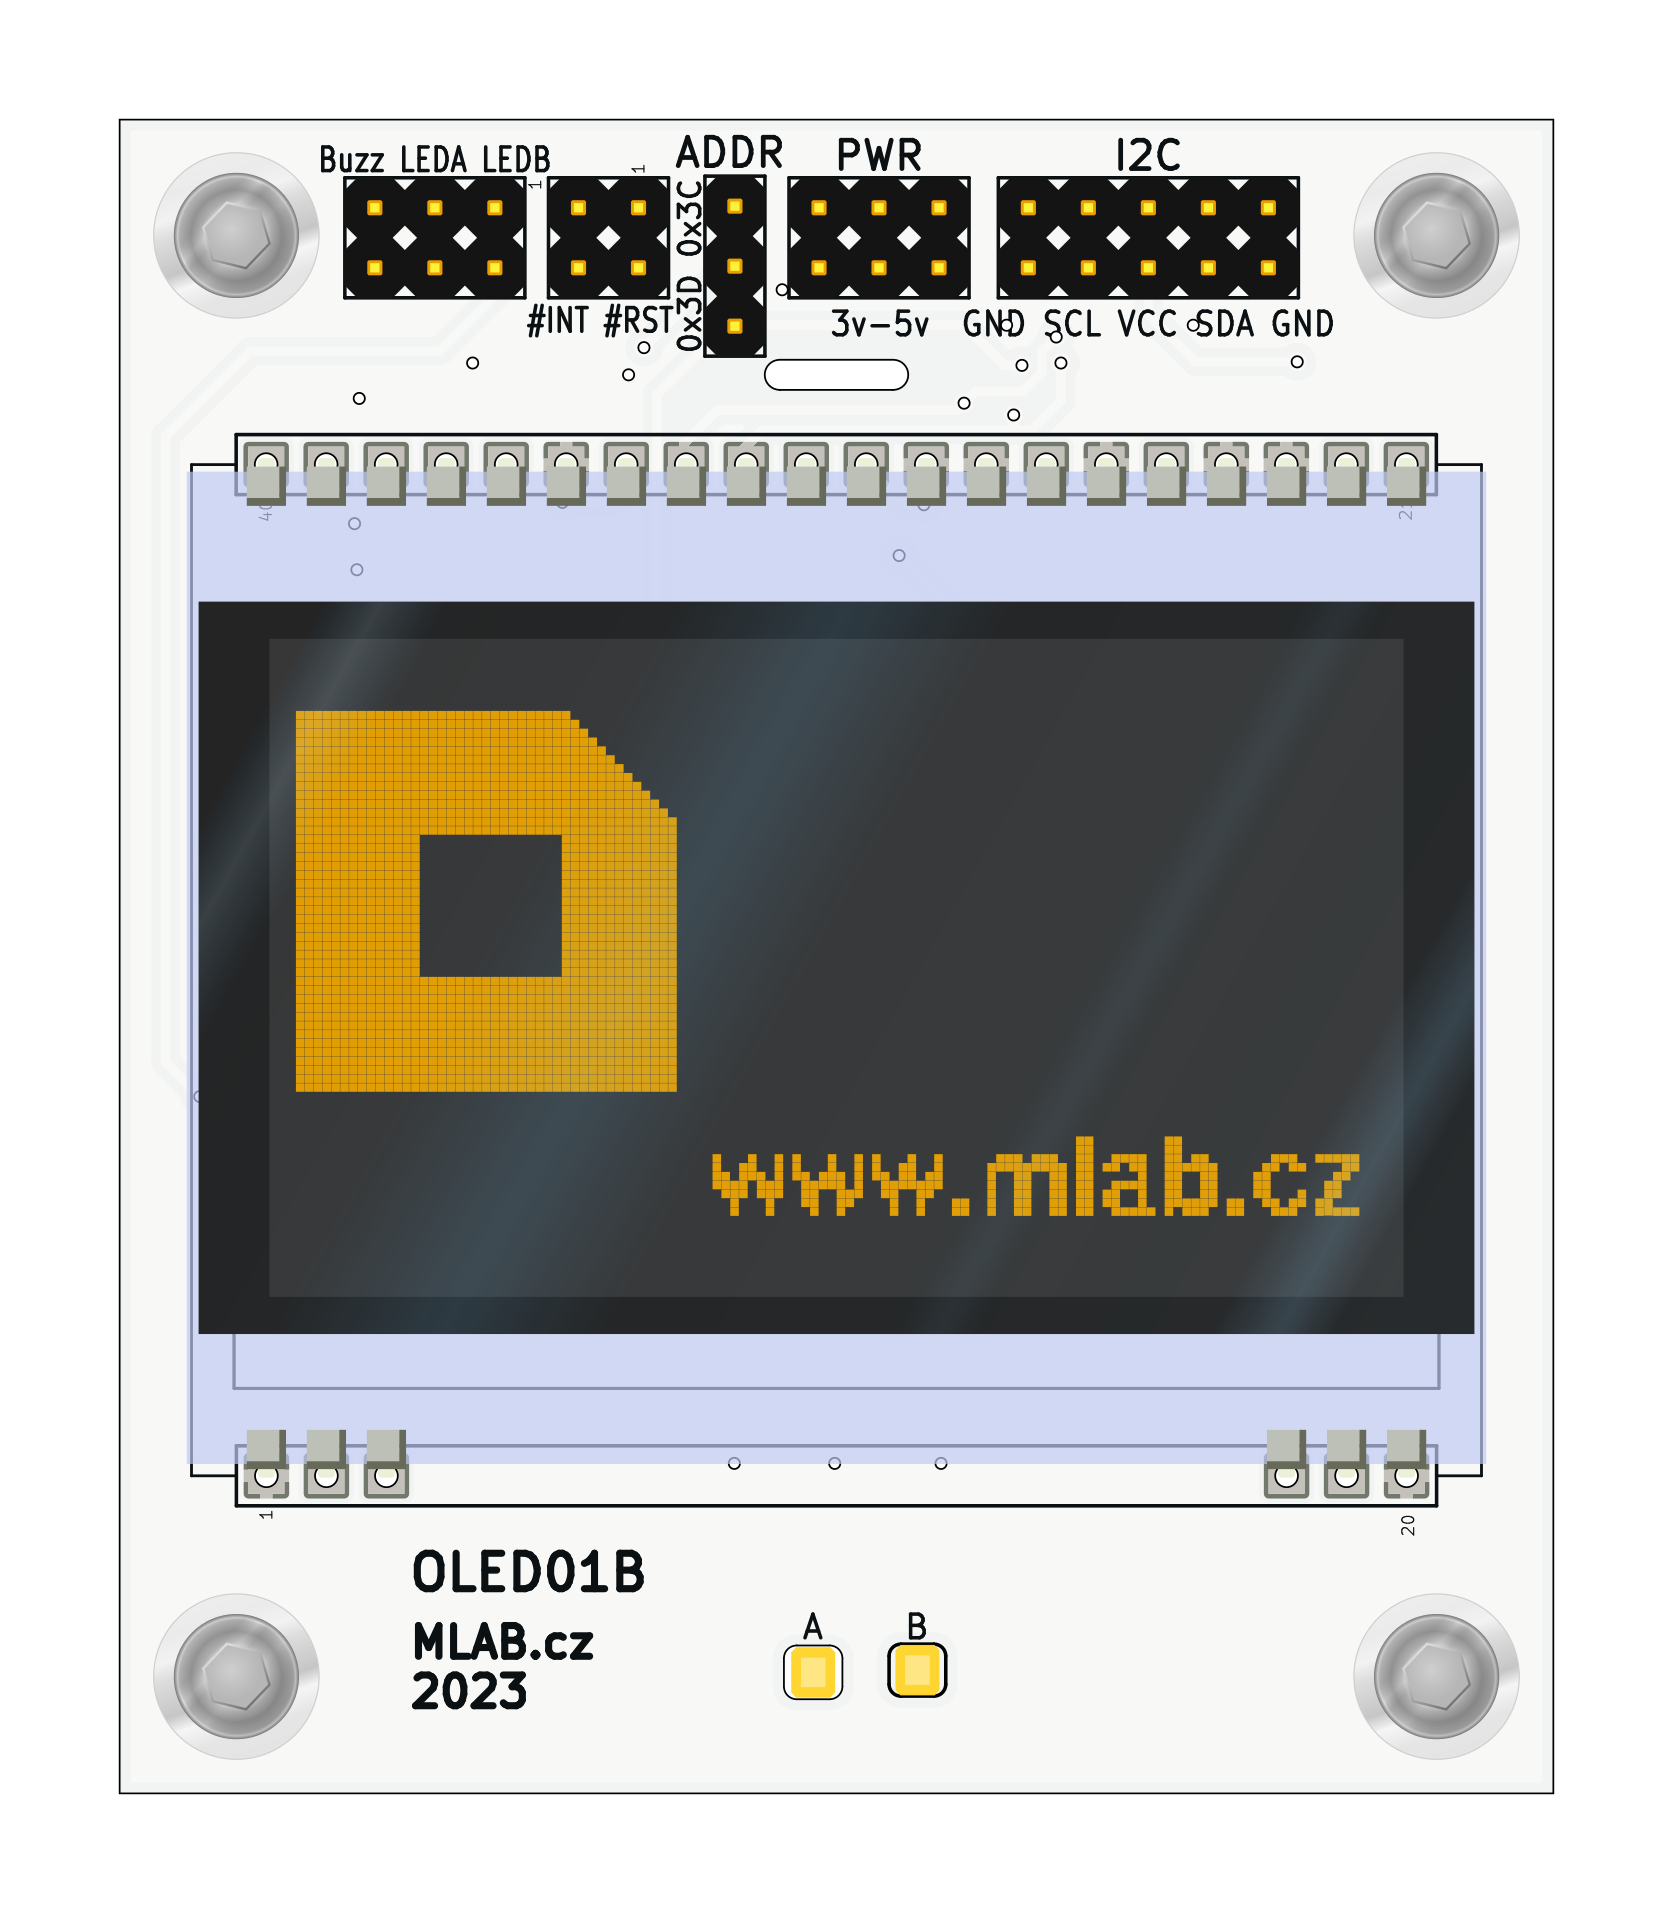 Buzz LEDA LEDB
1
1
ADDR
PWR
I2C
0x3D 0x3C
#INT #RST
3v-5v
GND SCL VCC SDA GND
40
www.mlab.cz
1
20
OLED01B
MLAB.cz
2023
A
B